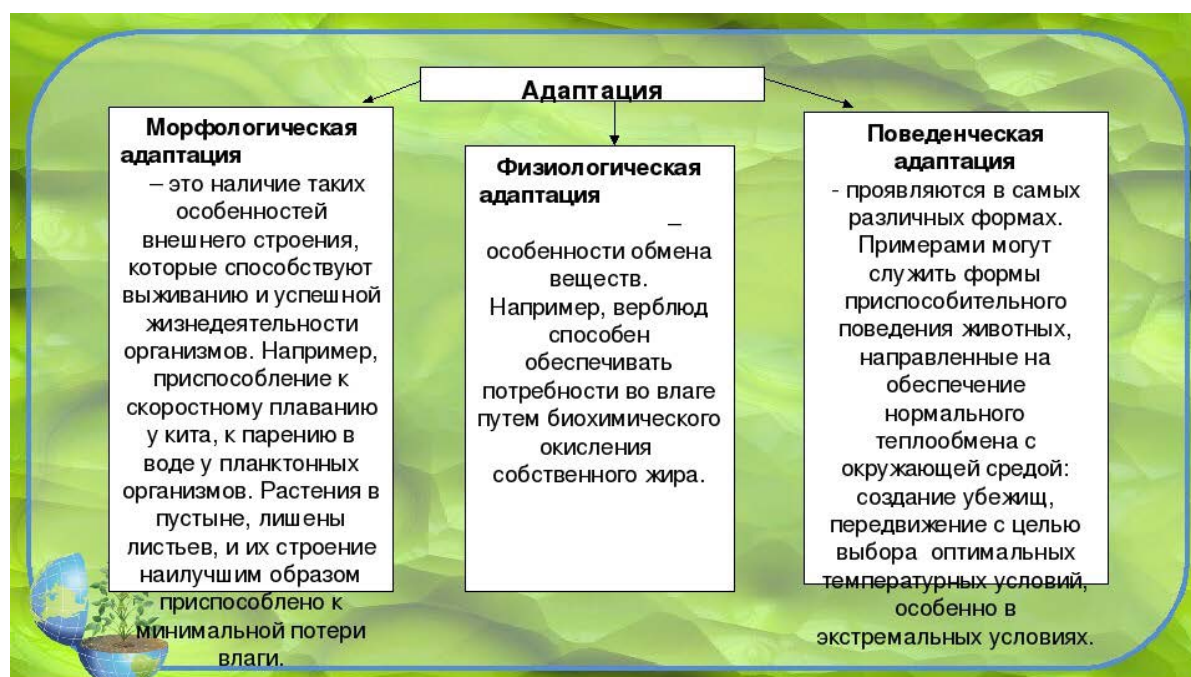 Адаптация
Морфологическая
адаптация
– это наличие таких
особенностей
внешнего строения,
которые способствуют
выживанию и успешной
жизнедеятельности
организмов. Например,
приспособление к
скоростному плаванию
у кита, к парению в
воде у планктонных
организмов. Растения в
пустыне, лишены
листьев, и их строение
наилучшим образом
приспособлено к
минимальной потери
влаги.
Физиологическая
адаптация
–
особенности обмена
веществ.
Например, верблюд
способен
обеспечивать
потребности во влаге
путем биохимического
окисления
собственного жира.
Поведенческая
адаптация
- проявляются в самых
различных формах.
Примерами могут
служить формы
приспособительного
поведения животных,
направленные на
обеспечение
нормального
теплообмена с
окружающей средой:
создание убежищ,
передвижение с целью
выбора  оптимальных
температурных условий,
особенно в
экстремальных условиях.